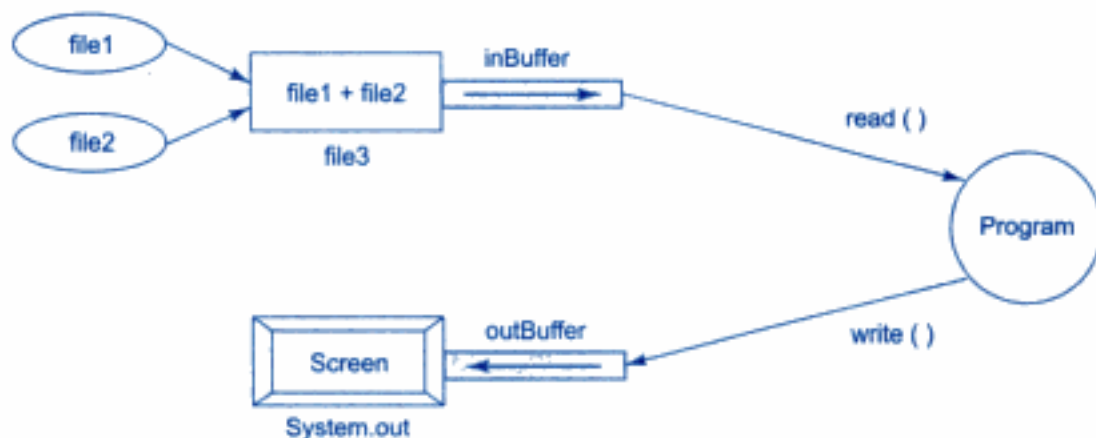 file1
file2
file1 + file2
file3
inBuffer
read ( )
Program
write ( )
outBuffer
Screen
System.out